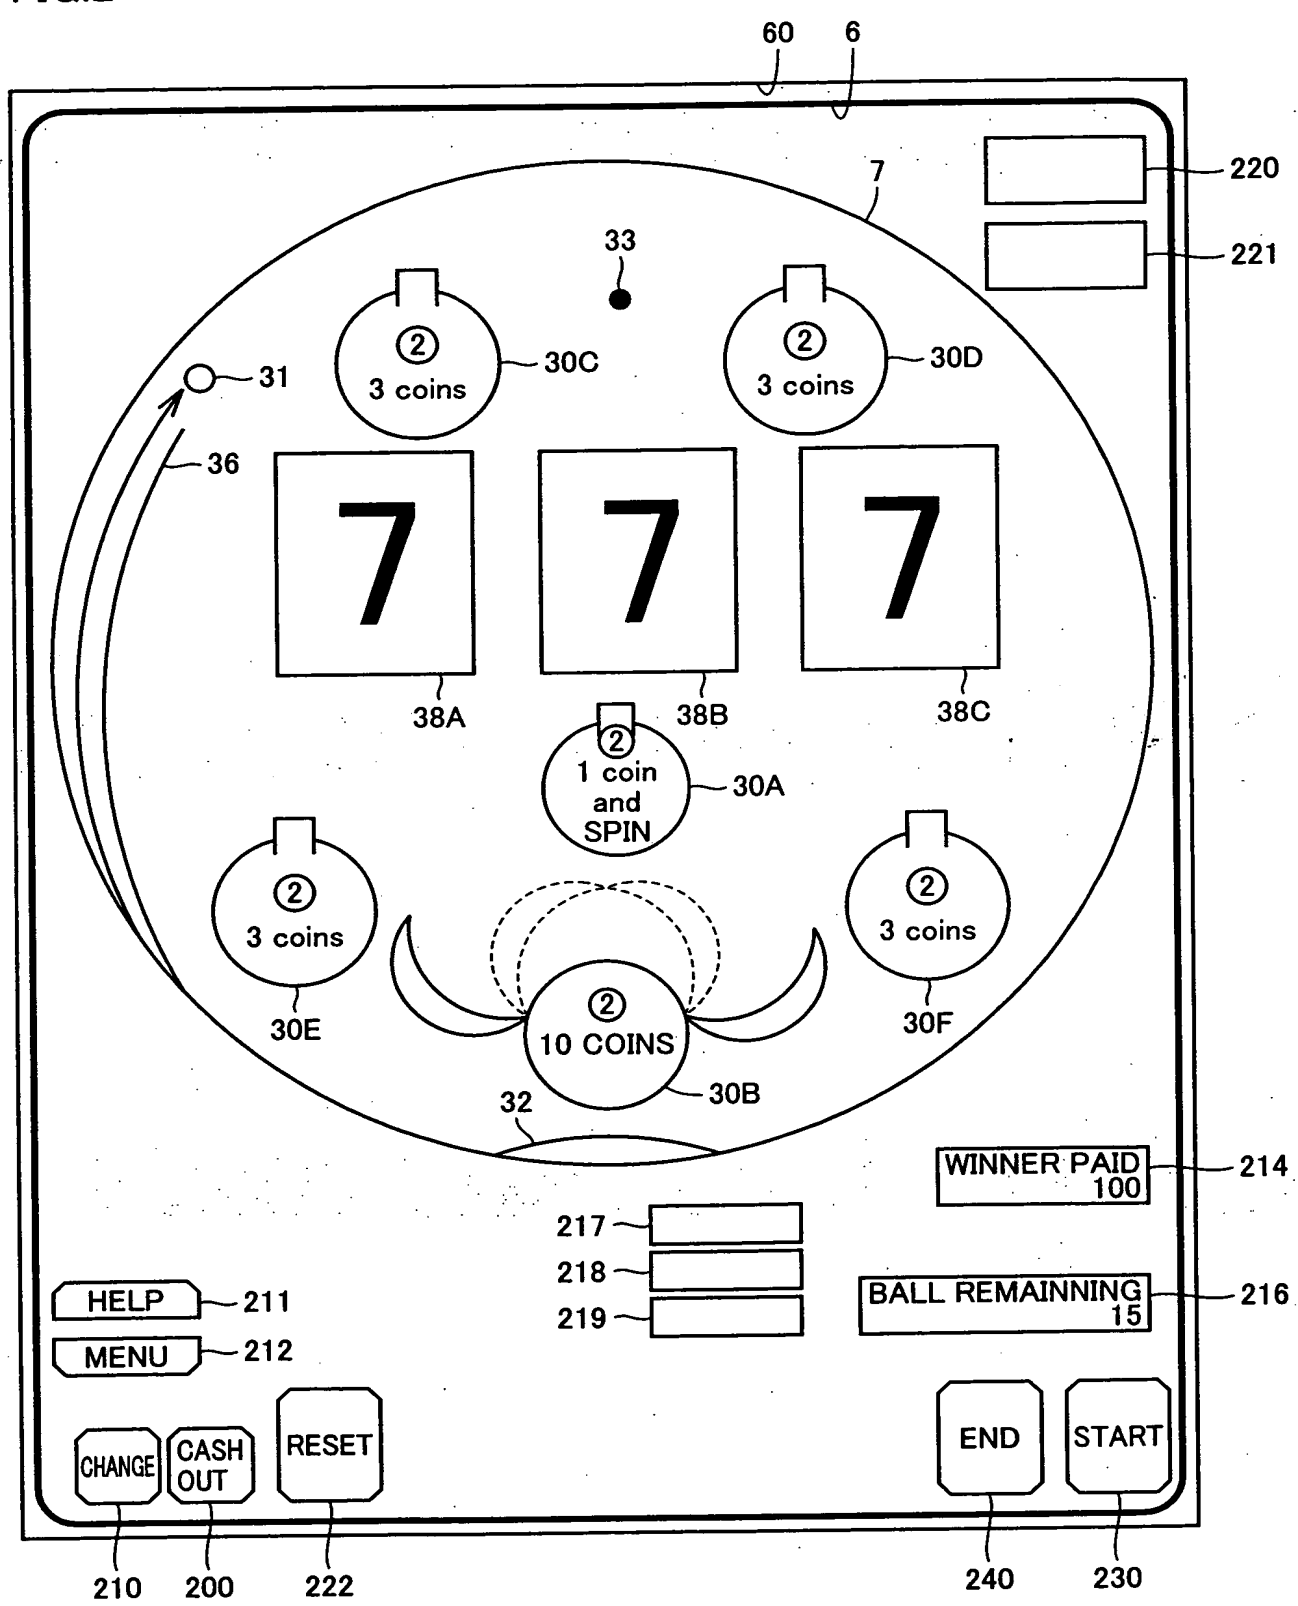 60 6
220
7
221
33
② ②
3 coins 30C 3 coins 30D
31
36
7 7 7
38A 38B 38C
②
1 coin
and
SPIN
30A
② ②
3 coins 3 coins
30E 30F
②
10 COINS
30B
32
WINNER PAID 214
100
217
218
219
BALL REMAINNING 216
15
HELP 211
MENU 212
CHANGE
CASH
OUT
RESET
END
START
210 200 222 240 230